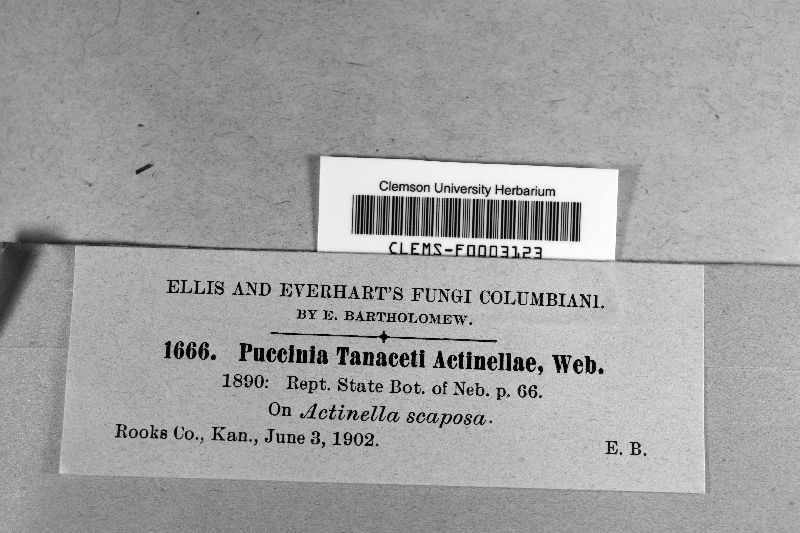 Clemson University Herbarium
CLEMS-F0003123
ELLIS AND EVERHART'S FUNGI COLUMBIANI.
BY E. BARTHOLOMEW.
1666. Puccinia Tanaceti Actinellae, Web.
1890: Rept. State Bot. of Neb. p. 66.
On Actinella scaposa.
Rooks Co., Kan., June 3, 1902. E. B.